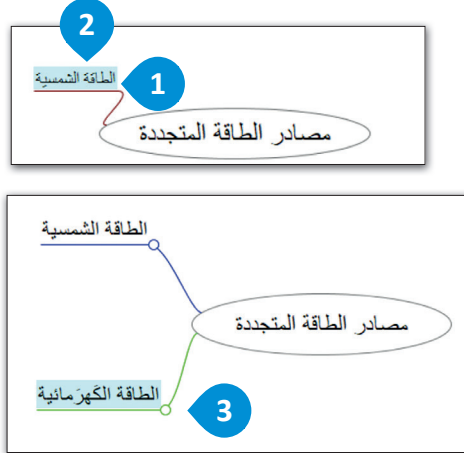 2
الطاقة الشمسية
1
مصادر الطاقة المتجددة
الطاقة الشمسية
مصادر الطاقة المتجددة
الطاقة الكَهرَمائية
3